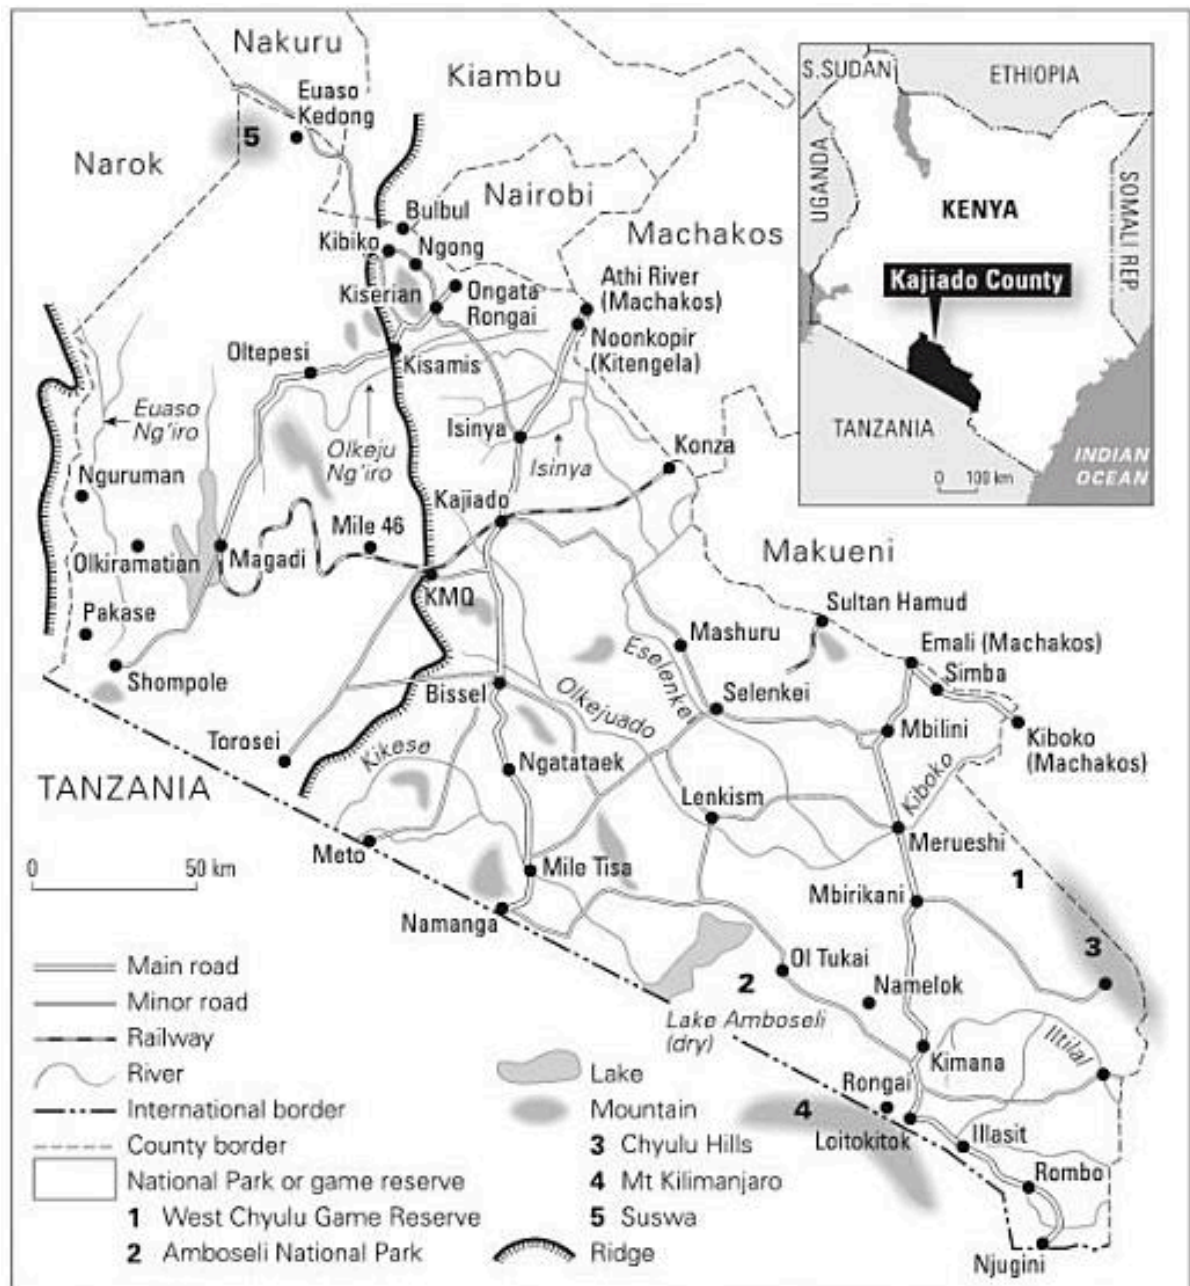 Nakuru
Kiambu
Euaso
Kedong
5
Narok
Nairobi
Bulbul
Kibiko
Ngong
Machakos
Kiserian
Ongata
Rongai
Athi River
(Machakos)
Noonkopir
(Kitengela)
Oltepesi
Kisamis
Euaso
Ng'iro
Olkeju
Ng'iro
Isinya
Isinya
Konza
Nguruman
Kajiado
Mile 46
Olkiramatian
Magadi
KMQ
Makueni
Pakase
Shompole
Sultan Hamud
Mashuru
Emali (Machakos)
Simba
Eselenkei
Selenkei
Bissel
Olkejuado
Mbilini
Kiboko
(Machakos)
Torosei
Kikese
Ngatataek
Kiboko
TANZANIA
Lenkism
Merueshi
Meto
Mile Tisa
1
Mbirikani
Namanga
3
Ol Tukai
2
Namelok
Lake Amboseli
(dry)
Kimana
Iltilal
Rongai
4
Loitokitok
Illasit
Rombo
Njugini
S.SUDAN
ETHIOPIA
UGANDA
KENYA
SOMALI REP.
Kajiado County
TANZANIA
INDIAN
OCEAN
0 100 km
0 50 km
Main road
Minor road
Railway
River
International border
County border
National Park or game reserve
1 West Chyulu Game Reserve
2 Amboseli National Park
Lake
Mountain
3 Chyulu Hills
4 Mt Kilimanjaro
5 Suswa
Ridge